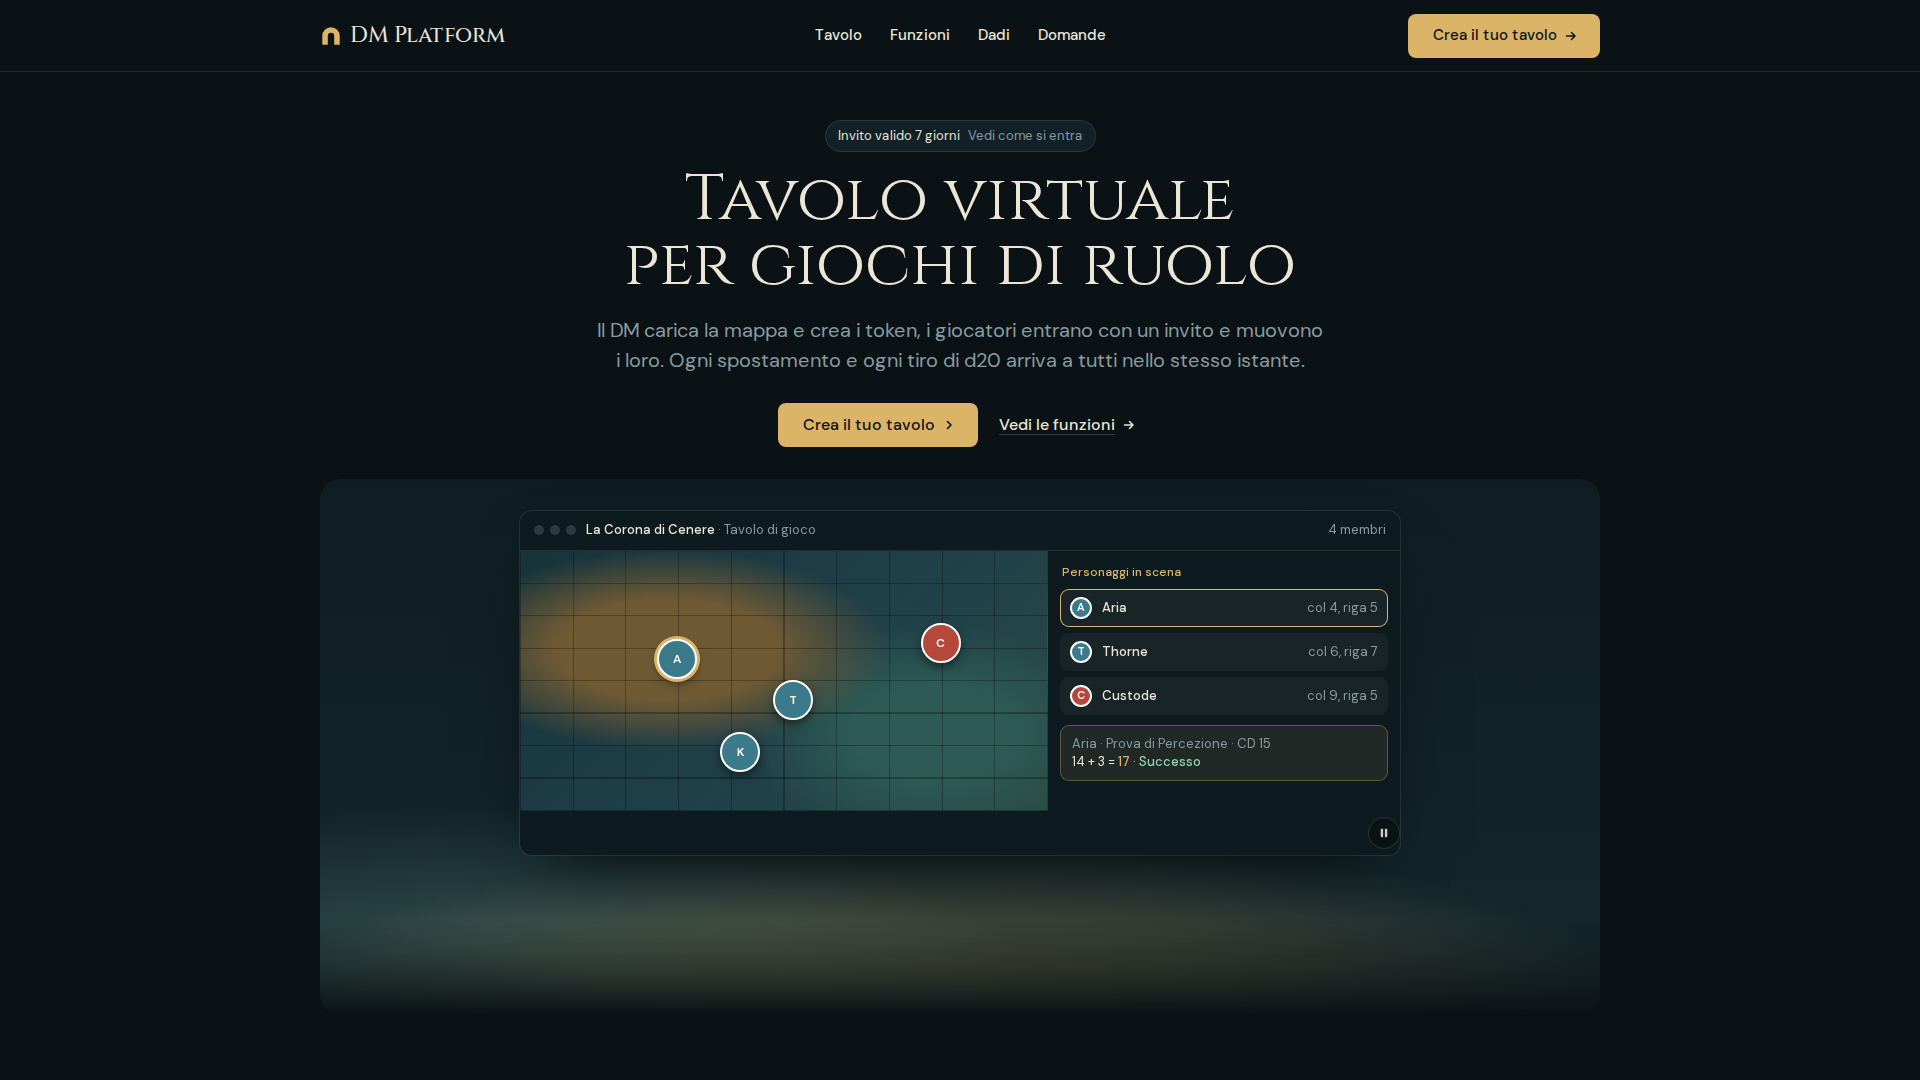 DM Platform
Tavolo Funzioni Dadi Domande
Crea il tuo tavolo →
Invito valido 7 giorni Vedi come si entra
Tavolo virtuale
per giochi di ruolo
Il DM carica la mappa e crea i token, i giocatori entrano con un invito e muovono
i loro. Ogni spostamento e ogni tiro di d20 arriva a tutti nello stesso istante.
Crea il tuo tavolo ›
Vedi le funzioni →
La Corona di Cenere · Tavolo di gioco
4 membri
A
T
K
C
Personaggi in scena
A Aria col 4, riga 5
T Thorne col 6, riga 7
C Custode col 9, riga 5
Aria · Prova di Percezione · CD 15
14 + 3 = 17 · Successo